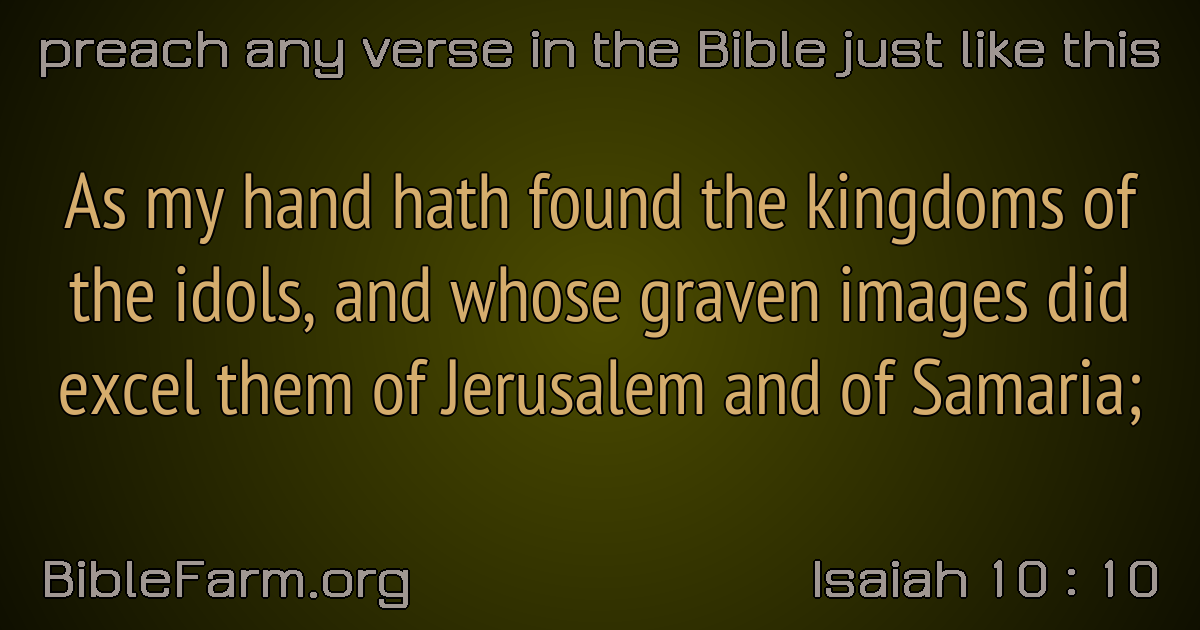 preach any verse in the Bible just like this
As my hand hath found the kingdoms of
the idols, and whose graven images did
excel them of Jerusalem and of Samaria;
BibleFarm.org
Isaiah 10 : 10